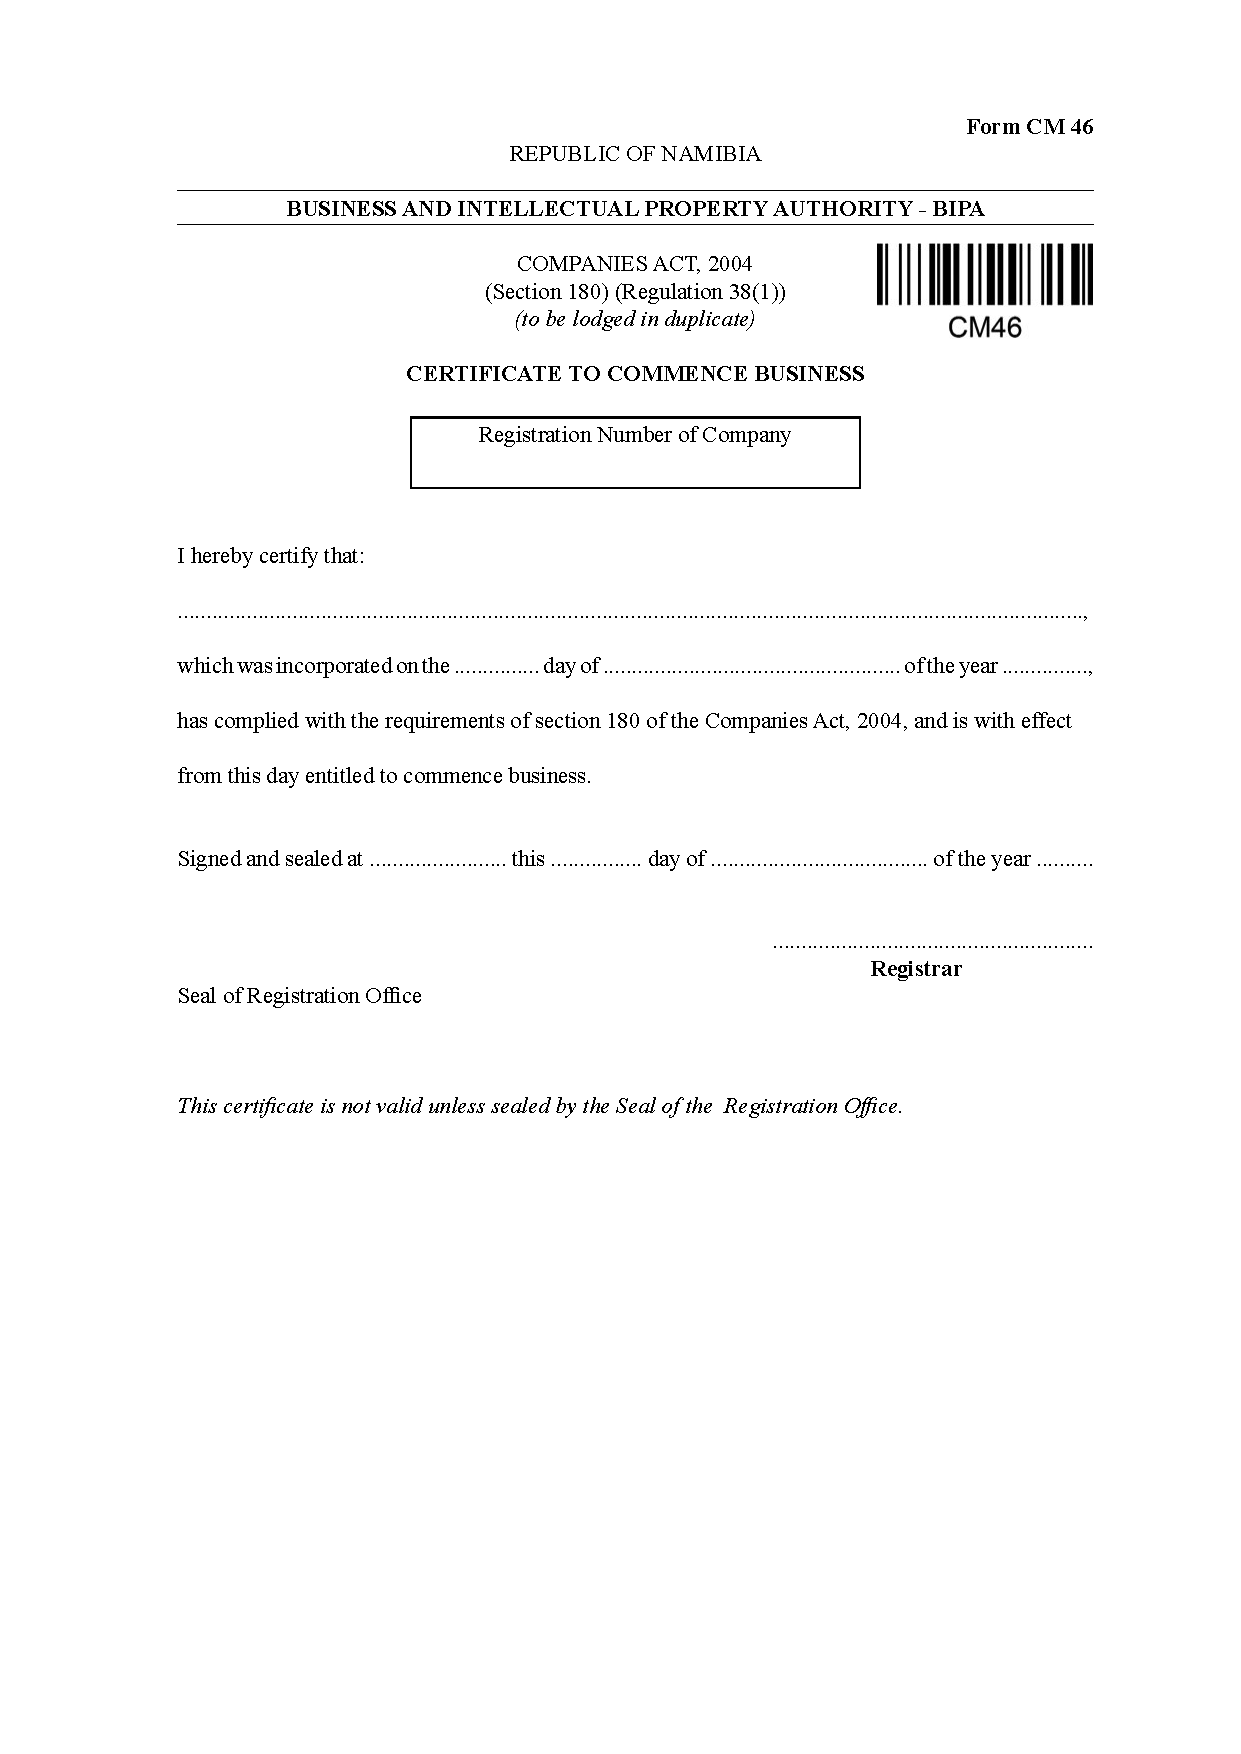 Form CM 46
REPUBLIC OF NAMIBIA
BUSINESS AND INTELLECTUAL PROPERTY AUTHORITY - BIPA
COMPANIES ACT, 2004
(Section 180) (Regulation 38(1))
(to be lodged in duplicate)
CM46
CERTIFICATE TO COMMENCE BUSINESS
Registration Number of Company
I hereby certify that:
..............................................................................................................................................................,
which was incorporated on the ............... day of .................................................... of the year ...............,
has complied with the requirements of section 180 of the Companies Act, 2004, and is with effect
from this day entitled to commence business.
Signed and sealed at ........................ this ................ day of ...................................... of the year ..........
........................................................
Registrar
Seal of Registration Office
This certificate is not valid unless sealed by the Seal of the Registration Office.